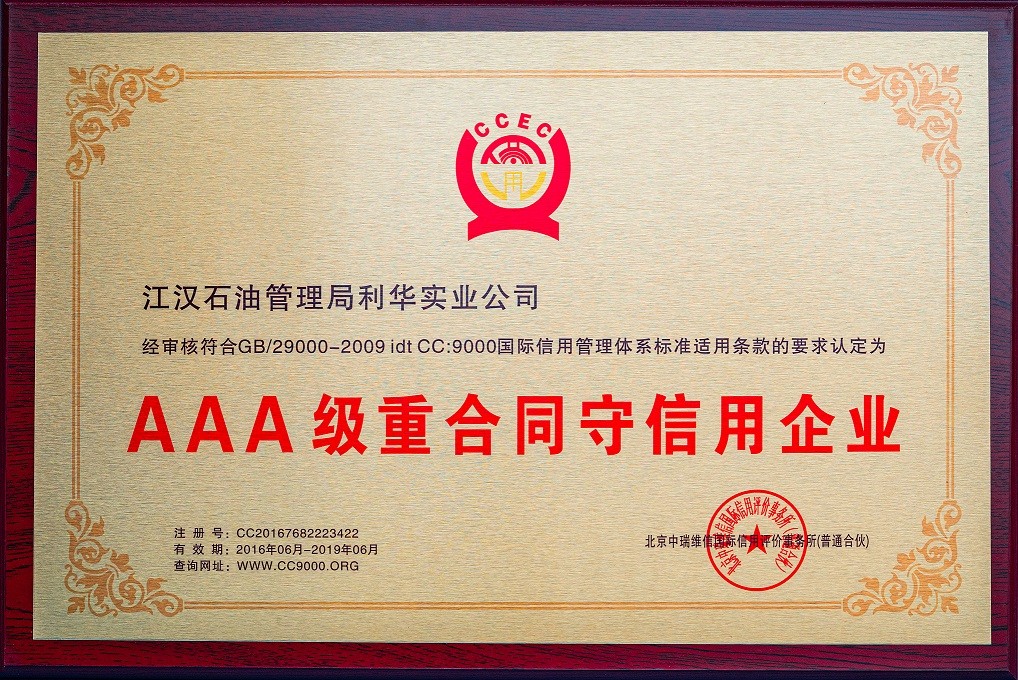 CCEC
用
江汉石油管理局利华实业公司
经审核符合GB/29000-2009 idt CC:9000国际信用管理体系标准适用条款的要求认定为
AAA级重合同守信用企业
注 册 号：CC20167682223422
有 效 期：2016年06月-2019年06月
查询网址：WWW.CC9000.ORG
北京中瑞维信国际信用评价事务所(普通合伙)